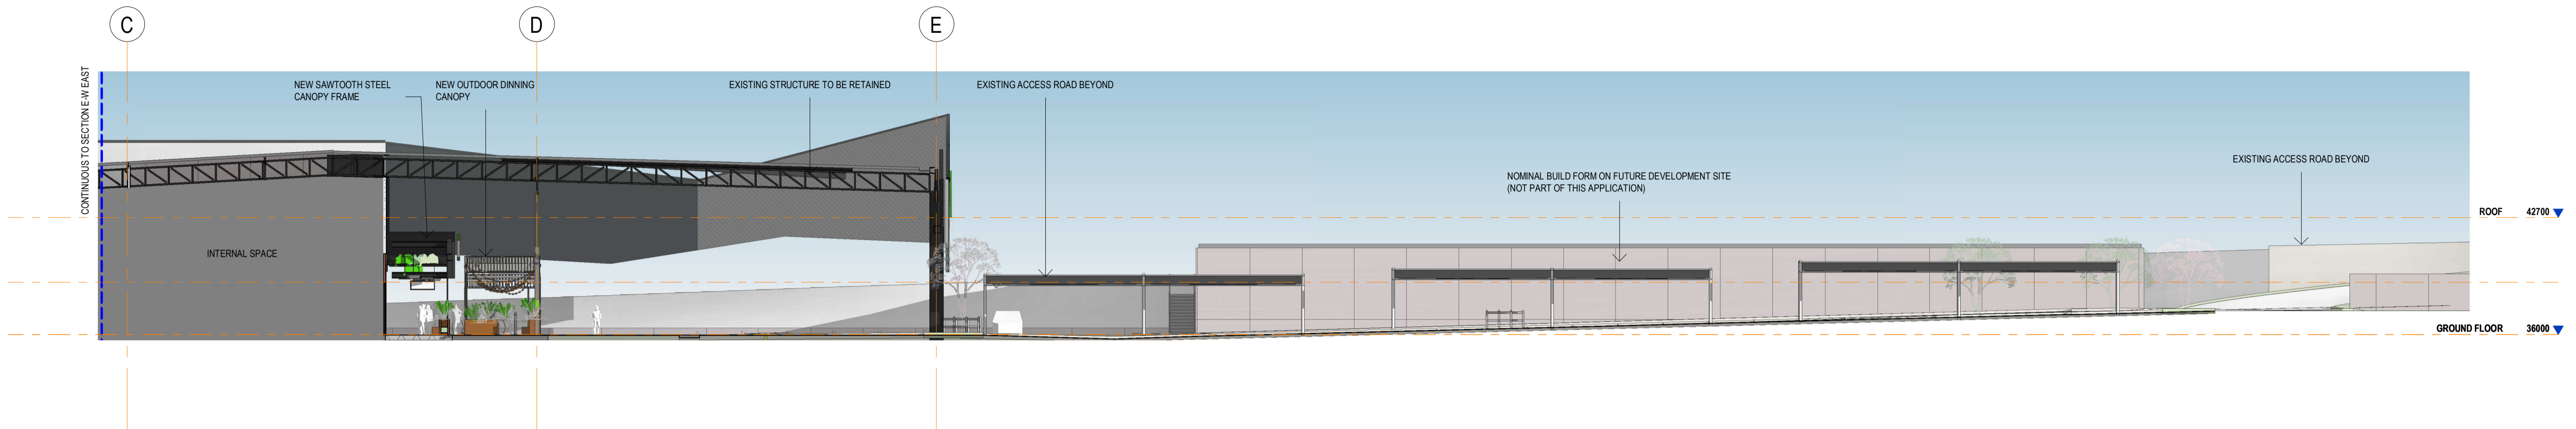 C
D
E
CONTINUOUS TO SECTION E-W EAST
NEW SAWTOOTH STEEL
CANOPY FRAME
NEW OUTDOOR DINNING
CANOPY
EXISTING STRUCTURE TO BE RETAINED
EXISTING ACCESS ROAD BEYOND
NOMINAL BUILD FORM ON FUTURE DEVELOPMENT SITE
(NOT PART OF THIS APPLICATION)
EXISTING ACCESS ROAD BEYOND
ROOF 42700
INTERNAL SPACE
GROUND FLOOR 36000